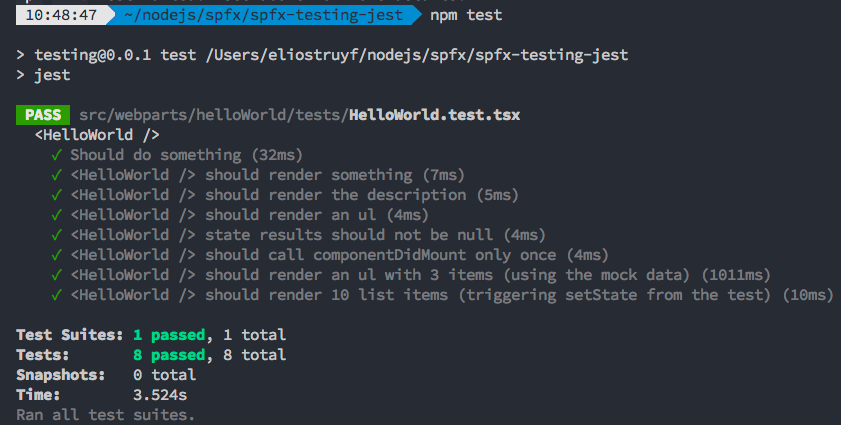 10:48:47 ~/nodejs/spfx/spfx-testing-jest npm test
> testing@0.0.1 test /Users/eliostruyf/nodejs/spfx/spfx-testing-jest
> jest
PASS src/webparts/helloWorld/tests/HelloWorld.test.tsx
<HelloWorld />
✓ Should do something (32ms)
✓ <HelloWorld /> should render something (7ms)
✓ <HelloWorld /> should render the description (5ms)
✓ <HelloWorld /> should render an ul (4ms)
✓ <HelloWorld /> state results should not be null (4ms)
✓ <HelloWorld /> should call componentDidMount only once (4ms)
✓ <HelloWorld /> should render an ul with 3 items (using the mock data) (1011ms)
✓ <HelloWorld /> should render 10 list items (triggering setState from the test) (10ms)
Test Suites: 1 passed, 1 total
Tests: 8 passed, 8 total
Snapshots: 0 total
Time: 3.524s
Ran all test suites.